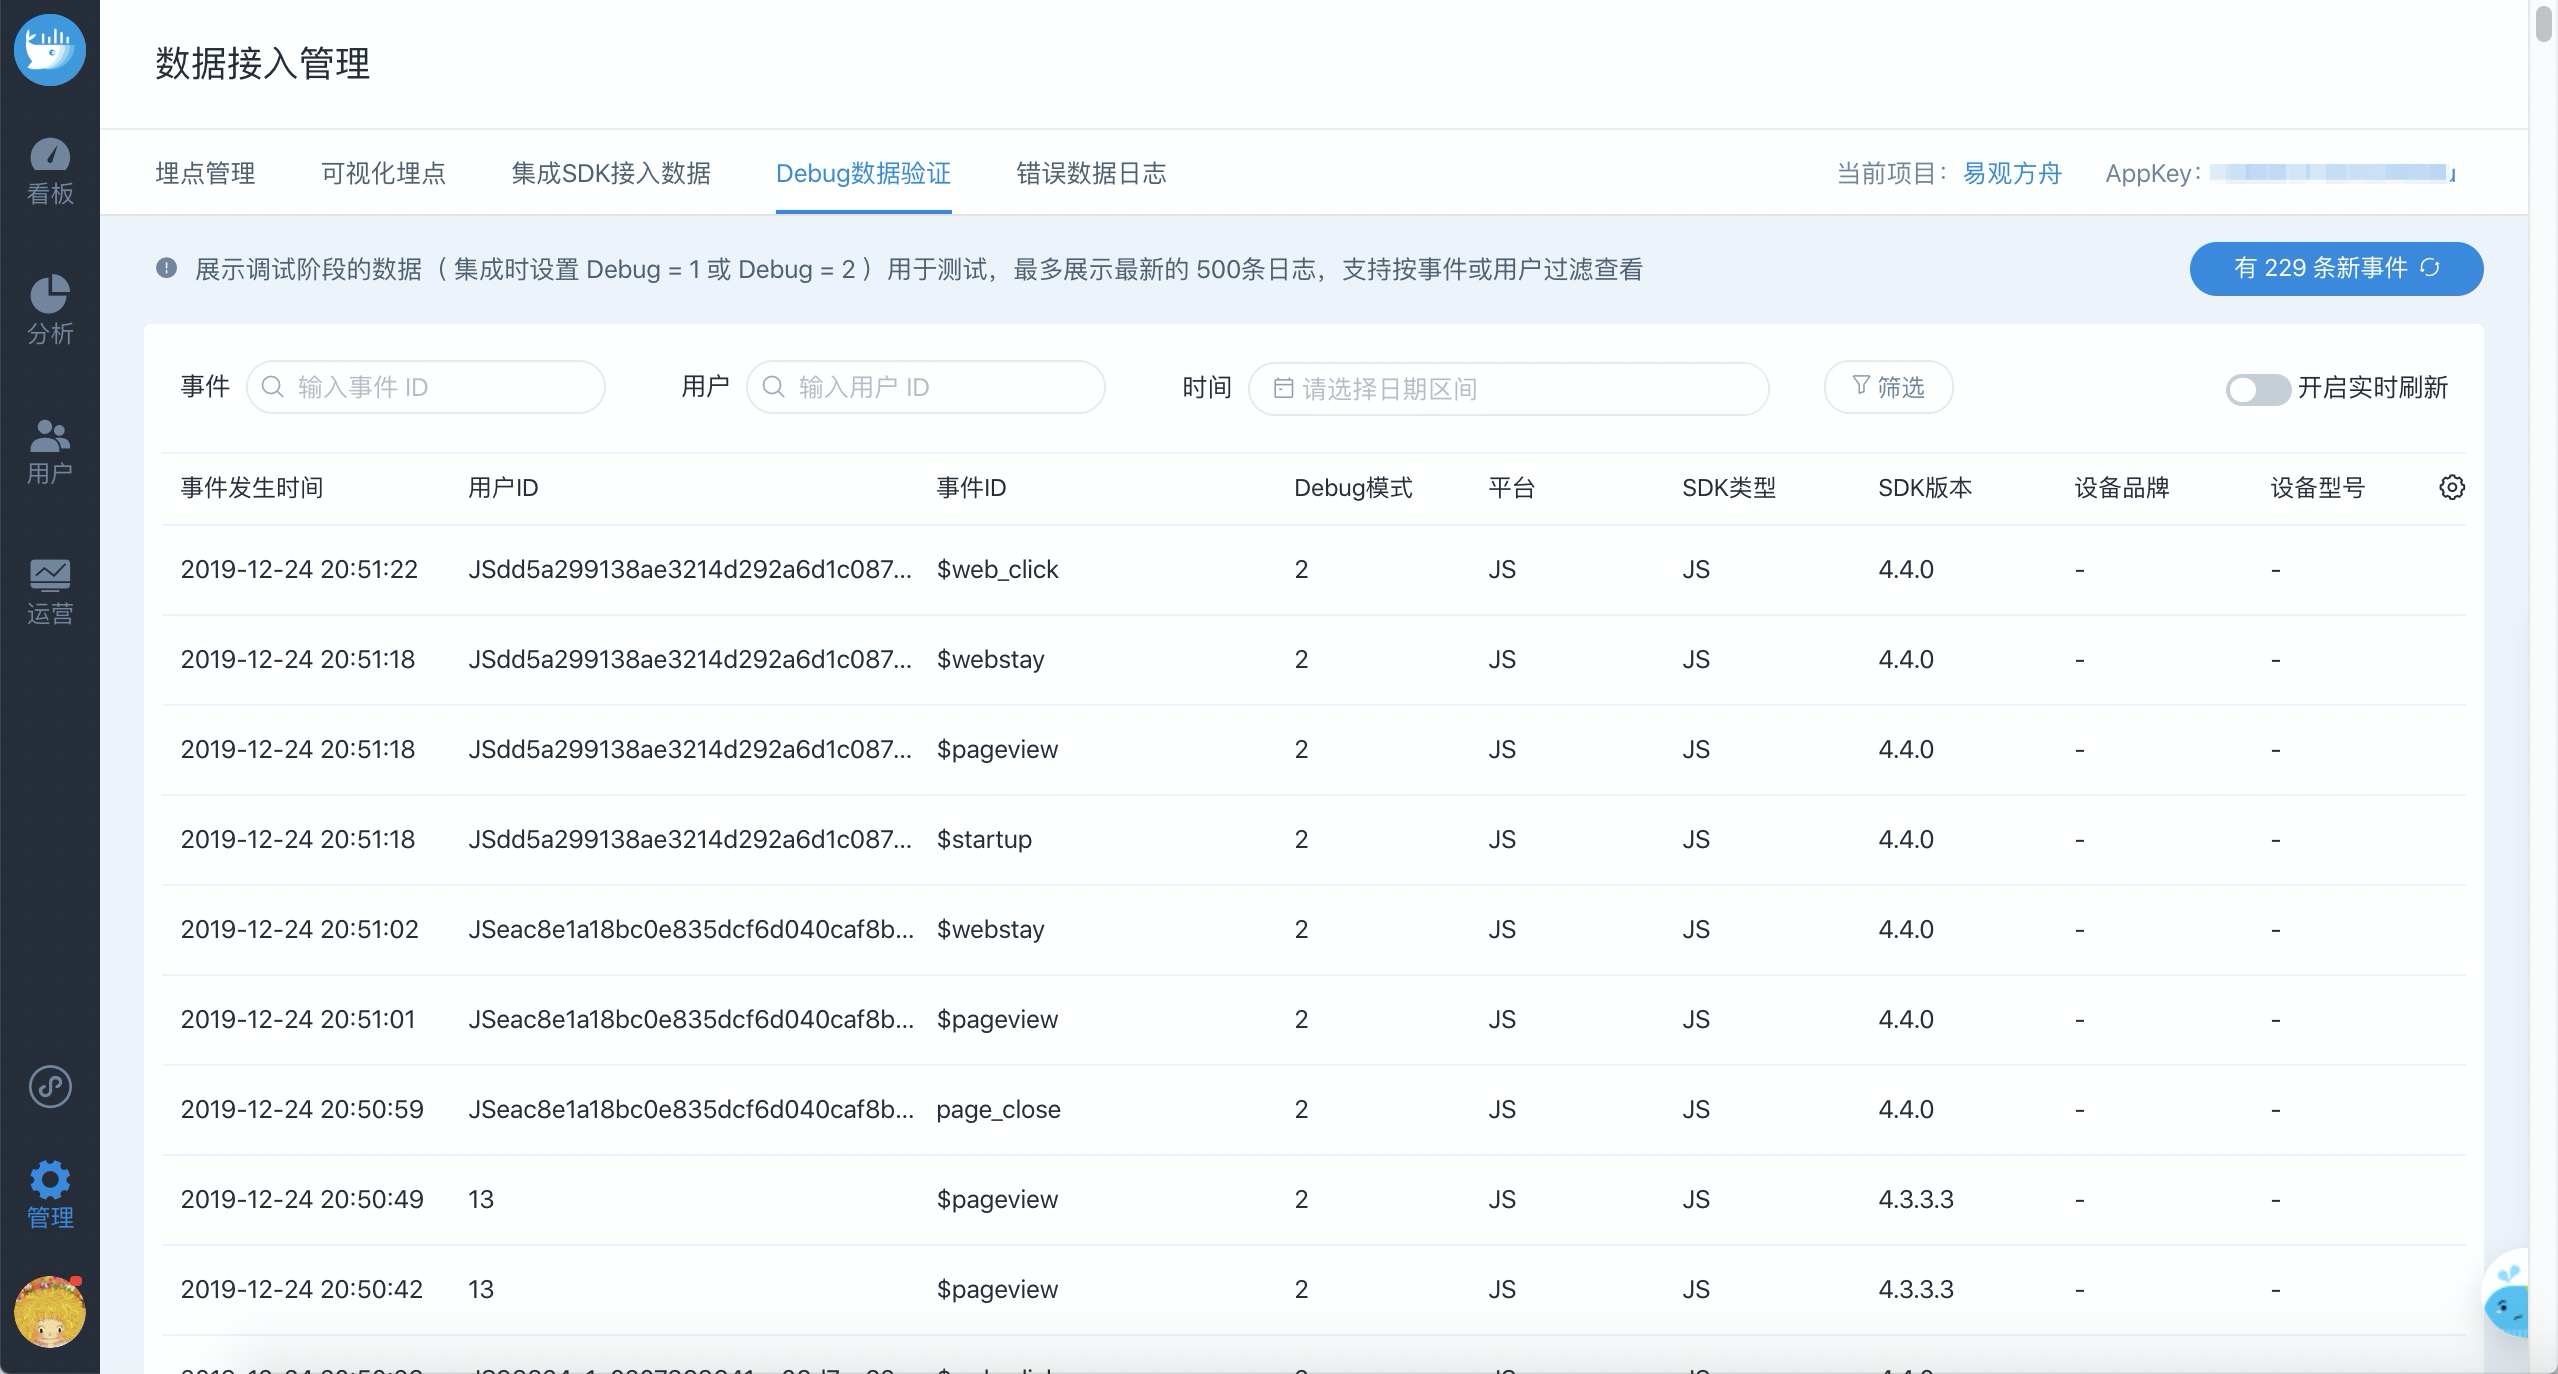 数据接入管理
埋点管理 可视化埋点 集成SDK接入数据 Debug数据验证 错误数据日志 当前项目： 易观方舟 AppKey：
看板
分析
用户
运营
管理
展示调试阶段的数据（ 集成时设置 Debug = 1 或 Debug = 2 ）用于测试，最多展示最新的 500条日志，支持按事件或用户过滤查看 有 229 条新事件
事件 输入事件 ID 用户 输入用户 ID 时间 请选择日期区间 筛选 开启实时刷新
事件发生时间 用户ID 事件ID Debug模式 平台 SDK类型 SDK版本 设备品牌 设备型号
2019-12-24 20:51:22 JSdd5a299138ae3214d292a6d1c087... $web_click 2 JS JS 4.4.0 - -
2019-12-24 20:51:18 JSdd5a299138ae3214d292a6d1c087... $webstay 2 JS JS 4.4.0 - -
2019-12-24 20:51:18 JSdd5a299138ae3214d292a6d1c087... $pageview 2 JS JS 4.4.0 - -
2019-12-24 20:51:18 JSdd5a299138ae3214d292a6d1c087... $startup 2 JS JS 4.4.0 - -
2019-12-24 20:51:02 JSeac8e1a18bc0e835dcf6d040caf8b... $webstay 2 JS JS 4.4.0 - -
2019-12-24 20:51:01 JSeac8e1a18bc0e835dcf6d040caf8b... $pageview 2 JS JS 4.4.0 - -
2019-12-24 20:50:59 JSeac8e1a18bc0e835dcf6d040caf8b... page_close 2 JS JS 4.4.0 - -
2019-12-24 20:50:49 13 $pageview 2 JS JS 4.3.3.3 - -
2019-12-24 20:50:42 13 $pageview 2 JS JS 4.3.3.3 - -